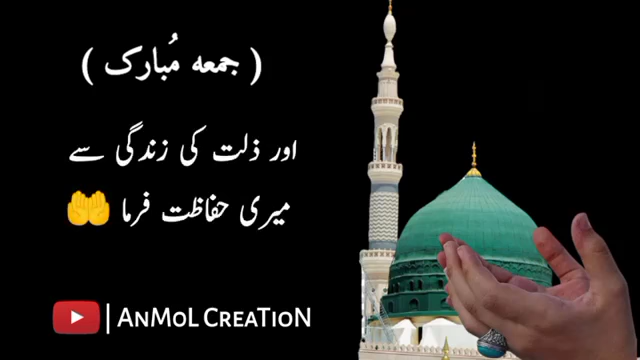 ( جمعہ مُبارک )
اور ذلت کی زندگی سے
میری حفاظت فرما 🤲
| ANMOL CREATION